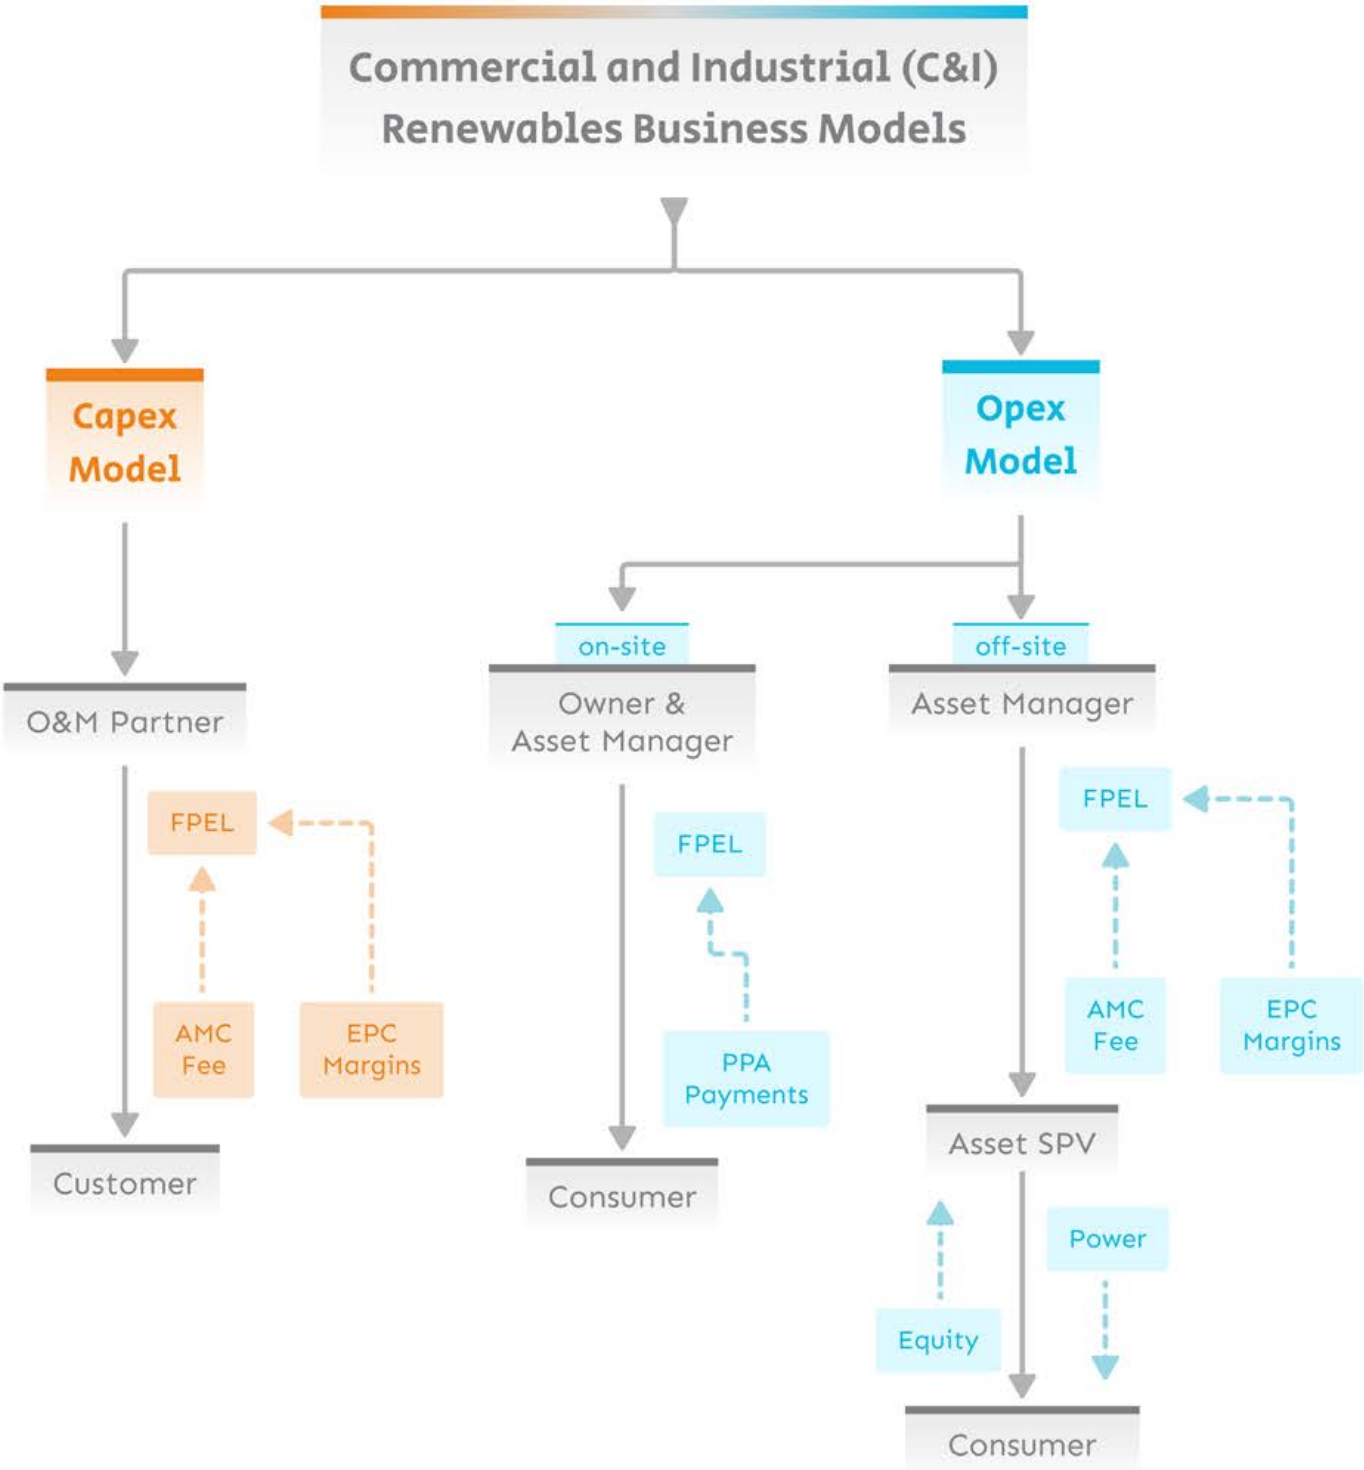 Commercial and Industrial (C&I)
Renewables Business Models
Capex
Model
Opex
Model
on-site
off-site
O&M Partner
Owner &
Asset Manager
Asset Manager
FPEL
FPEL
FPEL
AMC
Fee
EPC
Margins
PPA
Payments
AMC
Fee
EPC
Margins
Customer
Consumer
Asset SPV
Power
Equity
Consumer